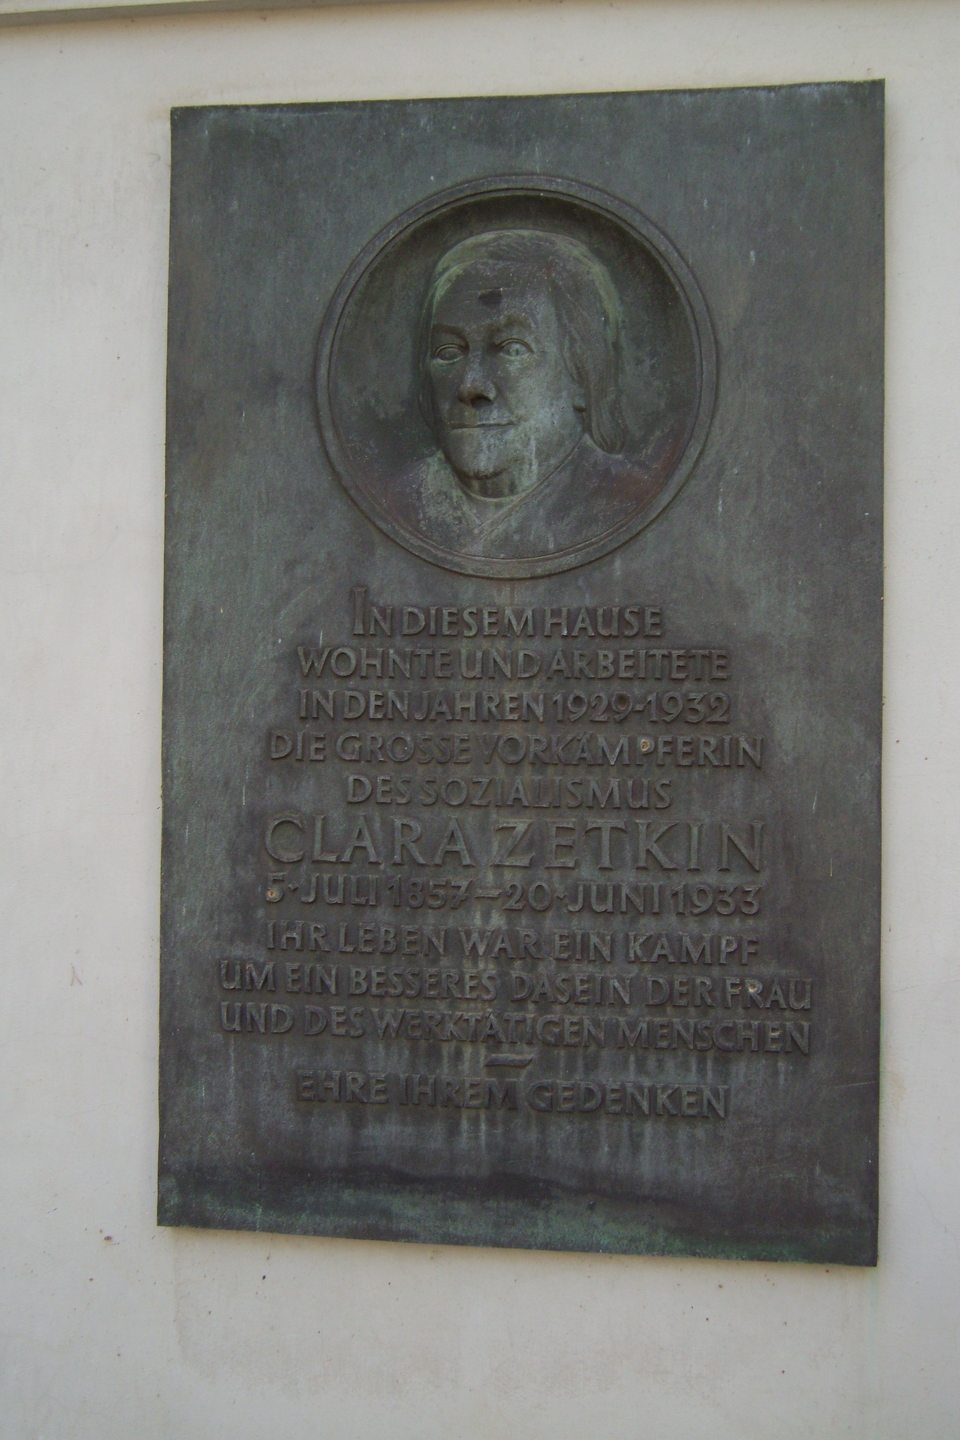 IN DIESEM HAUSE
WOHNTE UND ARBEITETE
IN DEN JAHREN 1929-1932
DIE GROSSE VORKÄMPFERIN
DES SOZIALISMUS
CLARA ZETKIN
5·JULI 1857-20·JUNI 1933
IHR LEBEN WAR EIN KAMPF
UM EIN BESSERES DASEIN DER FRAU
UND DES WERKTÄTIGEN MENSCHEN
–
EHRE IHREM GEDENKEN